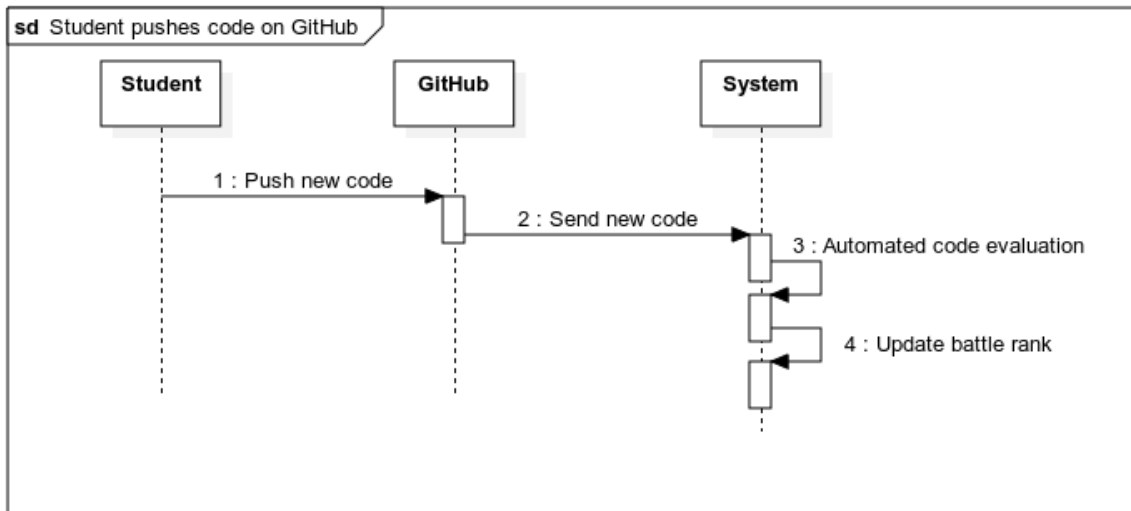 sd Student pushes code on GitHub
Student
GitHub
System
1 : Push new code
2 : Send new code
3 : Automated code evaluation
4 : Update battle rank